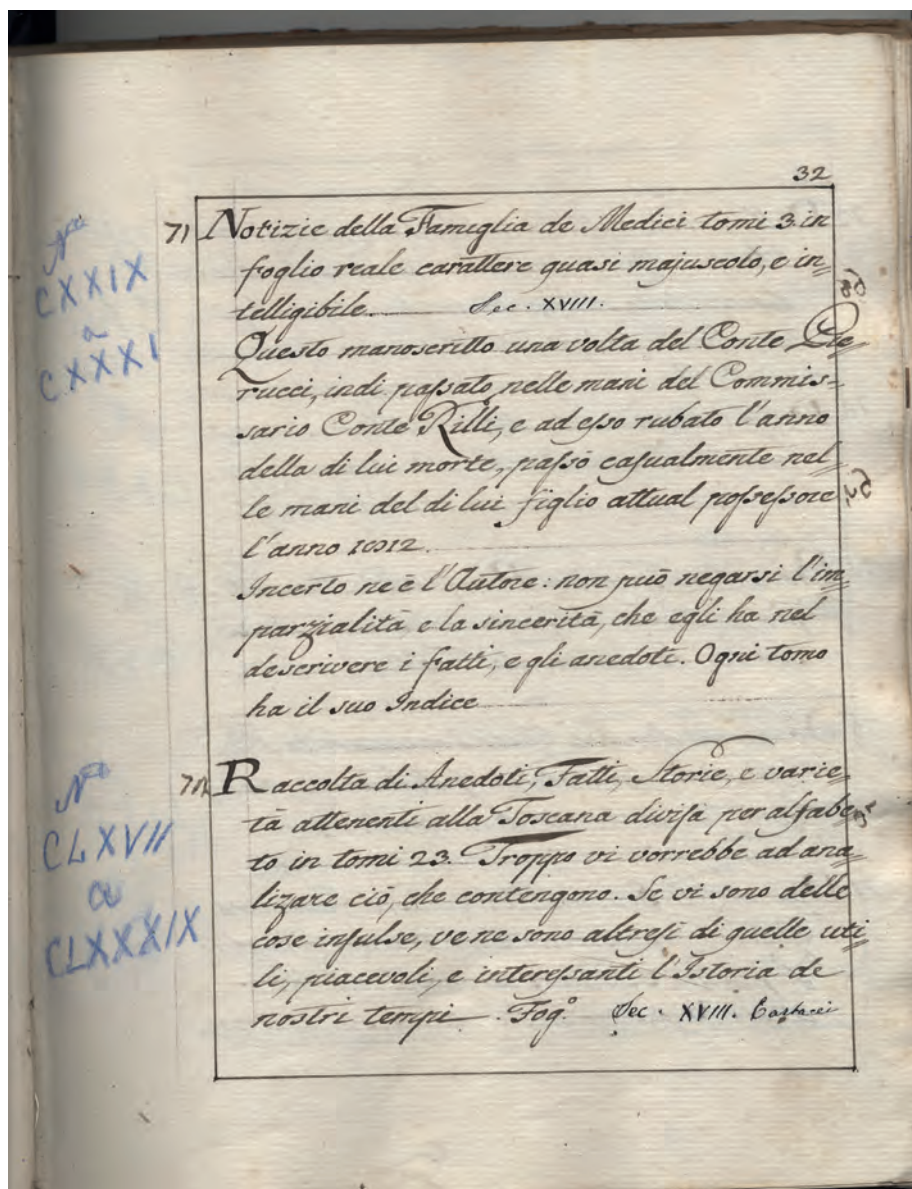 32
Nº
CXXIX
a
CXXXI
71 Notizie della Famiglia de Medici tomi 3. in
foglio reale carattere quasi majuscolo, e in=
telligibile. Sec. XVIII.
Questo manoscritto una volta del Conte Pie=
rucci, indi passato nelle mani del Commis=
sario Conte Rilli, e ad esso rubato l'anno
della di lui morte, passò casualmente nel=
le mani del di lui figlio attual possessore
l'anno
Incerto ne è l'Autore: non può negarsi l'im=
parzialità e la sincerità, che egli ha nel
descrivere i fatti, e gli anedoti. Ogni tomo
ha il suo Indice
Nº
CLXVII
a
CLXXXIX
Raccolta di Anedoti, Fatti, Storie, e varie=
tà attenenti alla Toscana divisa per alfabe=
to in tomi 23. Troppo vi vorrebbe ad ana=
lizare ciò, che contengono. Se vi sono delle
cose insulse, ve ne sono altresi di quelle uti=
li, piacevoli, e interessanti l'Istoria de
nostri tempi. Fogº. Sec. XVIII. Cartacei